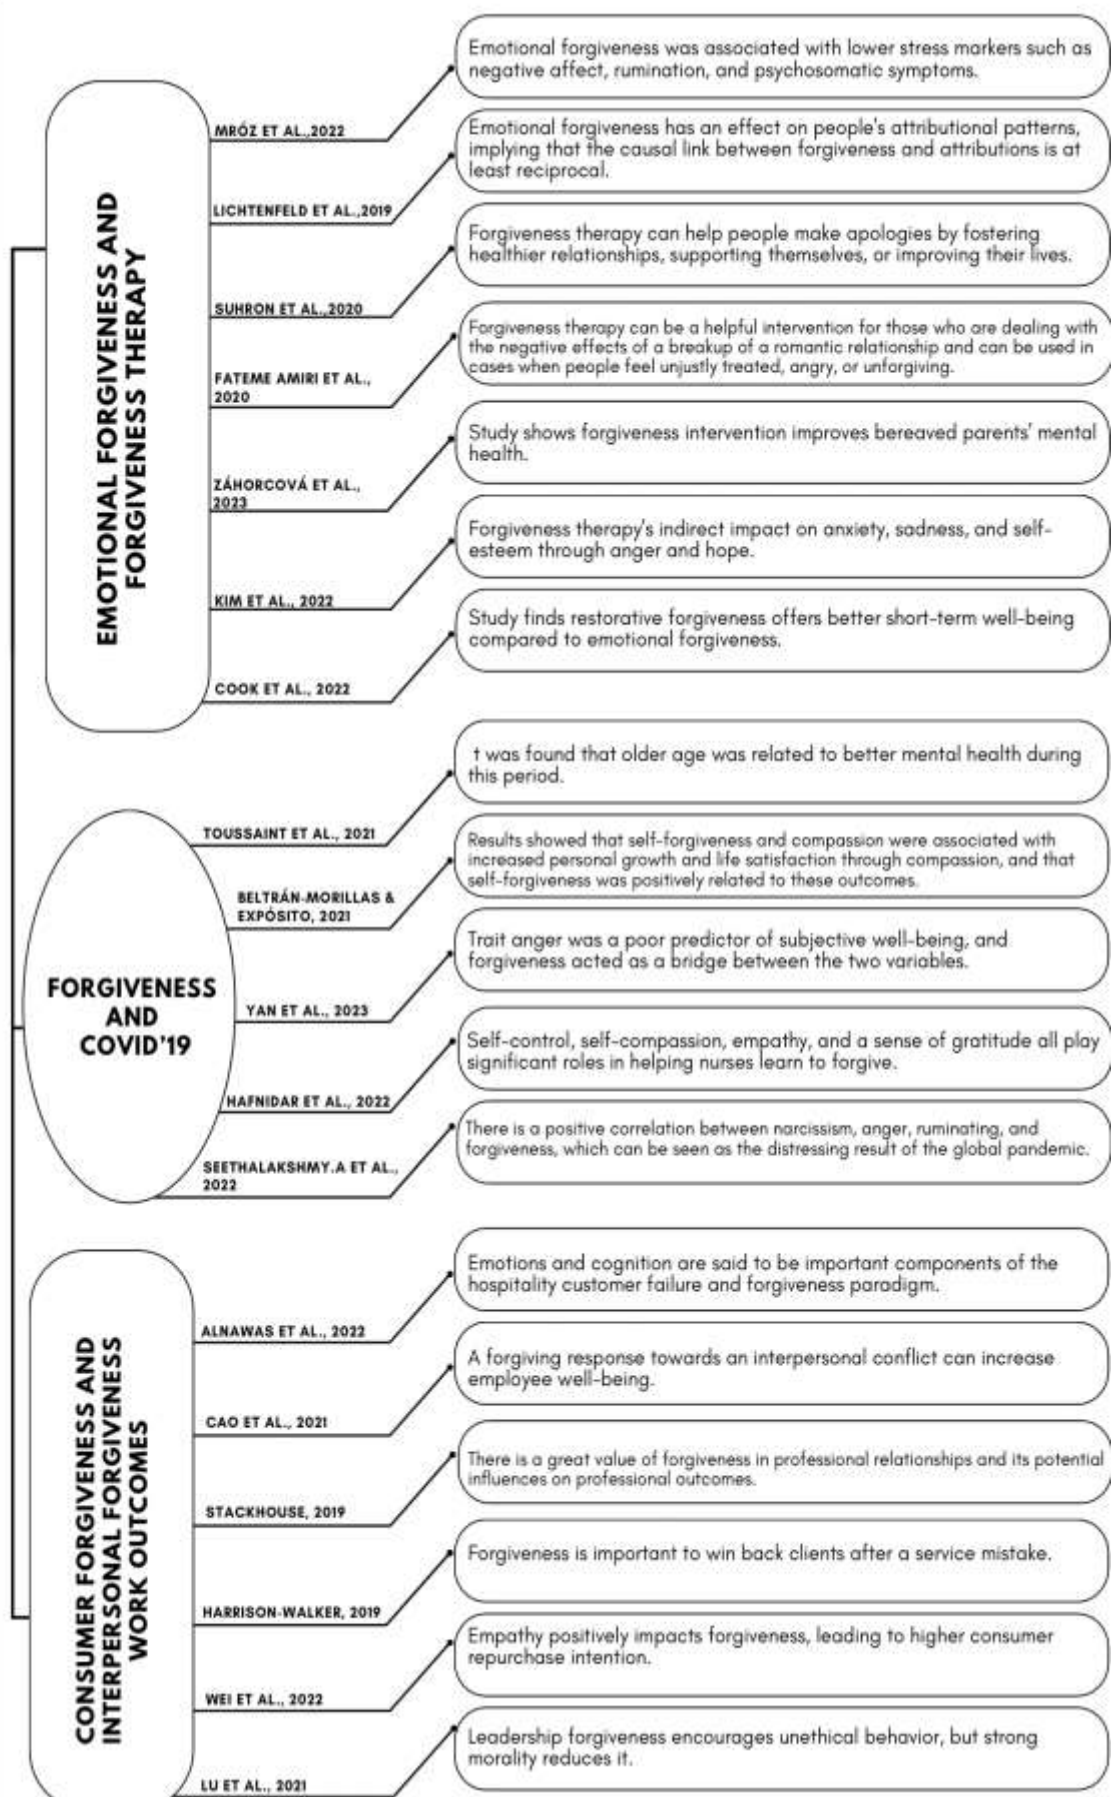 EMOTIONAL FORGIVENESS AND
FORGIVENESS THERAPY
MRÓZ ET AL.,2022
Emotional forgiveness was associated with lower stress markers such as
negative affect, rumination, and psychosomatic symptoms.
LICHTENFELD ET AL.,2019
Emotional forgiveness has an effect on people's attributional patterns,
implying that the causal link between forgiveness and attributions is at
least reciprocal.
SUHRON ET AL.,2020
Forgiveness therapy can help people make apologies by fostering
healthier relationships, supporting themselves, or improving their lives.
FATEME AMIRI ET AL.,
2020
Forgiveness therapy can be a helpful intervention for those who are dealing with
the negative effects of a breakup of a romantic relationship and can be used in
cases when people feel unjustly treated, angry, or unforgiving.
ZÁHORCOVÁ ET AL.,
2023
Study shows forgiveness intervention improves bereaved parents' mental
health.
KIM ET AL., 2022
Forgiveness therapy's indirect impact on anxiety, sadness, and self-
esteem through anger and hope.
COOK ET AL., 2022
Study finds restorative forgiveness offers better short-term well-being
compared to emotional forgiveness.
FORGIVENESS
AND
COVID'19
TOUSSAINT ET AL., 2021
t was found that older age was related to better mental health during
this period.
BELTRÁN-MORILLAS &
EXPÓSITO, 2021
Results showed that self-forgiveness and compassion were associated with
increased personal growth and life satisfaction through compassion, and that
self-forgiveness was positively related to these outcomes.
YAN ET AL., 2023
Trait anger was a poor predictor of subjective well-being, and
forgiveness acted as a bridge between the two variables.
HAFNIDAR ET AL., 2022
Self-control, self-compassion, empathy, and a sense of gratitude all play
significant roles in helping nurses learn to forgive.
SEETHALAKSHMY.A ET AL.,
2022
There is a positive correlation between narcissism, anger, ruminating, and
forgiveness, which can be seen as the distressing result of the global pandemic.
CONSUMER FORGIVENESS AND
INTERPERSONAL FORGIVENESS
WORK OUTCOMES
ALNAWAS ET AL., 2022
Emotions and cognition are said to be important components of the
hospitality customer failure and forgiveness paradigm.
CAO ET AL., 2021
A forgiving response towards an interpersonal conflict can increase
employee well-being.
STACKHOUSE, 2019
There is a great value of forgiveness in professional relationships and its potential
influences on professional outcomes.
HARRISON-WALKER, 2019
Forgiveness is important to win back clients after a service mistake.
WEI ET AL., 2022
Empathy positively impacts forgiveness, leading to higher consumer
repurchase intention.
LU ET AL., 2021
Leadership forgiveness encourages unethical behavior, but strong
morality reduces it.